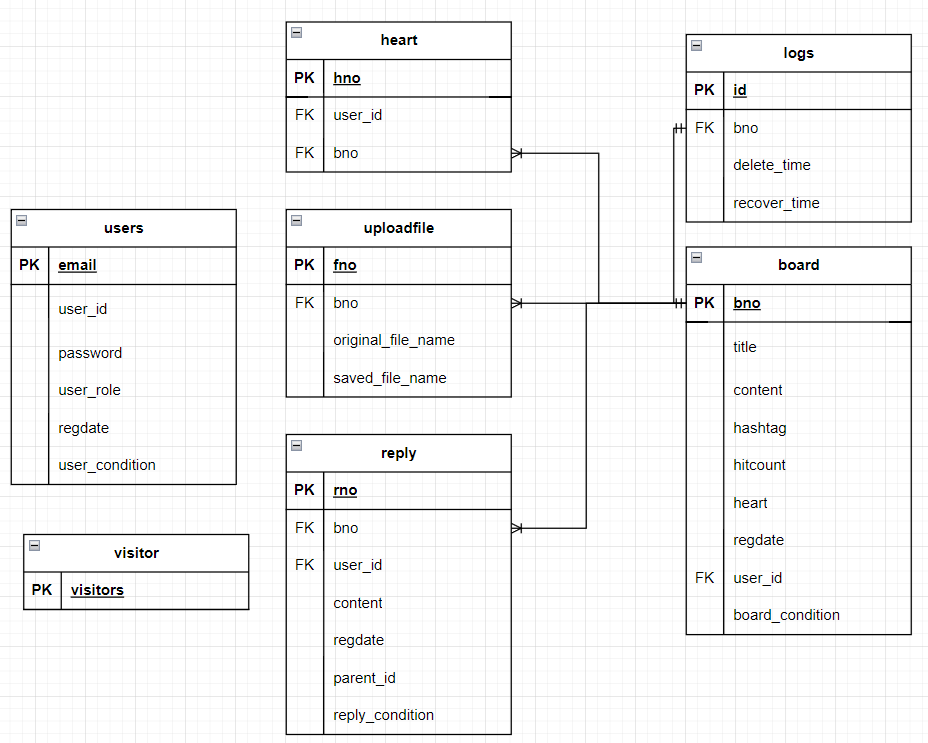 heart
PK hno
FK user_id
FK bno
logs
PK id
FK bno
delete_time
recover_time
users
PK email
user_id
password
user_role
regdate
user_condition
uploadfile
PK fno
FK bno
original_file_name
saved_file_name
board
PK bno
title
content
hashtag
hitcount
heart
regdate
FK user_id
board_condition
reply
PK rno
FK bno
FK user_id
content
regdate
parent_id
reply_condition
visitor
PK visitors